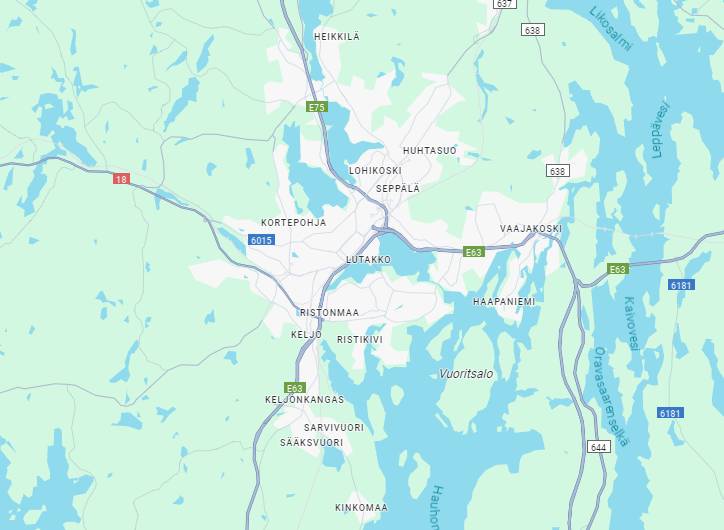 637
Likosalmi
638
HEIKKILÄ
E75
Leppävesi
HUHTASUO
LOHIKOSKI
638
18
SEPPÄLÄ
KORTEPOHJA
VAAJAKOSKI
6015
E63
LUTAKKO
E63
6181
HAAPANIEMI
Kaivovesi
RISTONMAA
KELJO
RISTIKIVI
Vuoritsalo
Oravasaarenselkä
E63
KELJONKANGAS
6181
SARVIVUORI
SÄÄKSVUORI
644
KINKOMAA